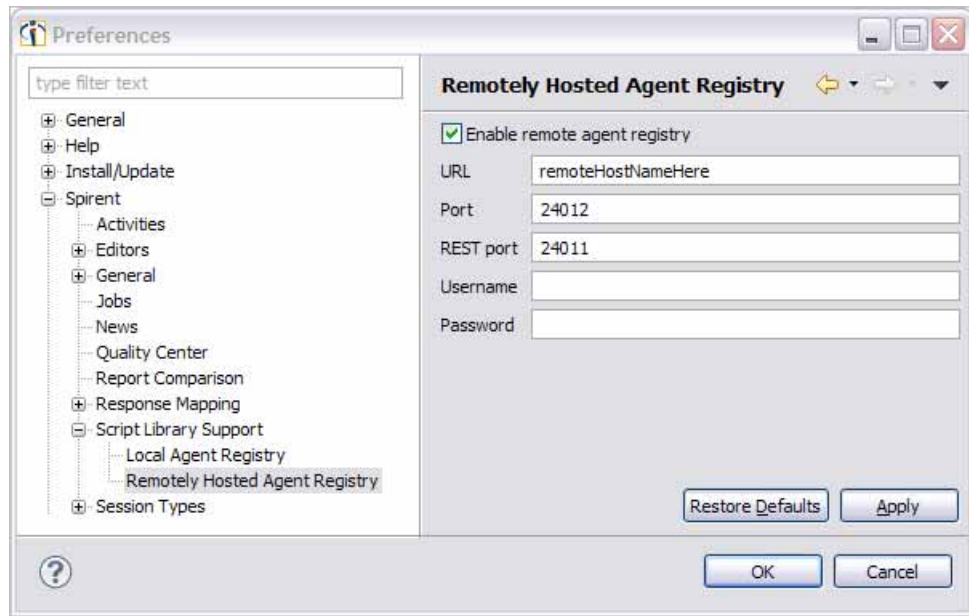 Preferences
type filter text
General
Help
Install/Update
Spirent
Activities
Editors
General
Jobs
News
Quality Center
Report Comparison
Response Mapping
Script Library Support
Local Agent Registry
Remotely Hosted Agent Registry
Session Types
Remotely Hosted Agent Registry
Enable remote agent registry
URL remoteHostNameHere
Port 24012
REST port 24011
Username
Password
Restore Defaults Apply
? OK Cancel